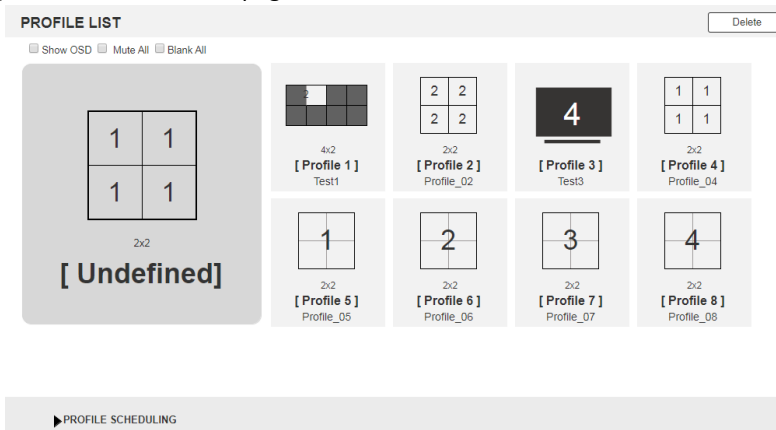 PROFILE LIST
Delete
Show OSD Mute All Blank All
1 1
1 1
2x2
[ Undefined]
2
4x2
[ Profile 1 ]
Test1
2 2
2 2
2x2
[ Profile 2 ]
Profile_02
4
[ Profile 3 ]
Test3
1 1
1 1
2x2
[ Profile 4 ]
Profile_04
1
2x2
[ Profile 5 ]
Profile_05
2
2x2
[ Profile 6 ]
Profile_06
3
2x2
[ Profile 7 ]
Profile_07
4
2x2
[ Profile 8 ]
Profile_08
PROFILE SCHEDULING